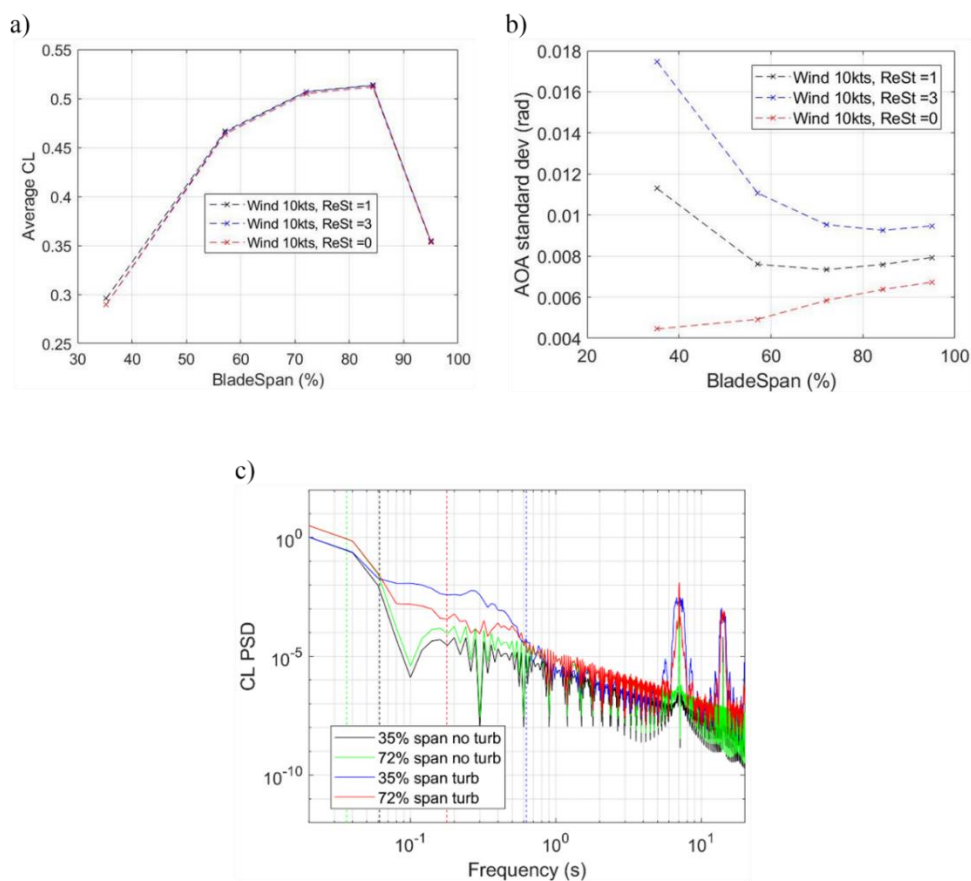 a)
0.55
0.5
0.45
0.4
0.35
0.3
0.25
Average CL
Wind 10kts, ReSt =1
Wind 10kts, ReSt =3
Wind 10kts, ReSt =0
30 40 50 60 70 80 90 100
BladeSpan (%)
b)
0.018
0.016
0.014
0.012
0.01
0.008
0.006
0.004
AOA standard dev (rad)
Wind 10kts, ReSt =1
Wind 10kts, ReSt =3
Wind 10kts, ReSt =0
20 40 60 80 100
BladeSpan (%)
c)
10⁰
10⁻⁵
10⁻¹⁰
CL PSD
35% span no turb
72% span no turb
35% span turb
72% span turb
10⁻¹ 10⁰ 10¹
Frequency (s)